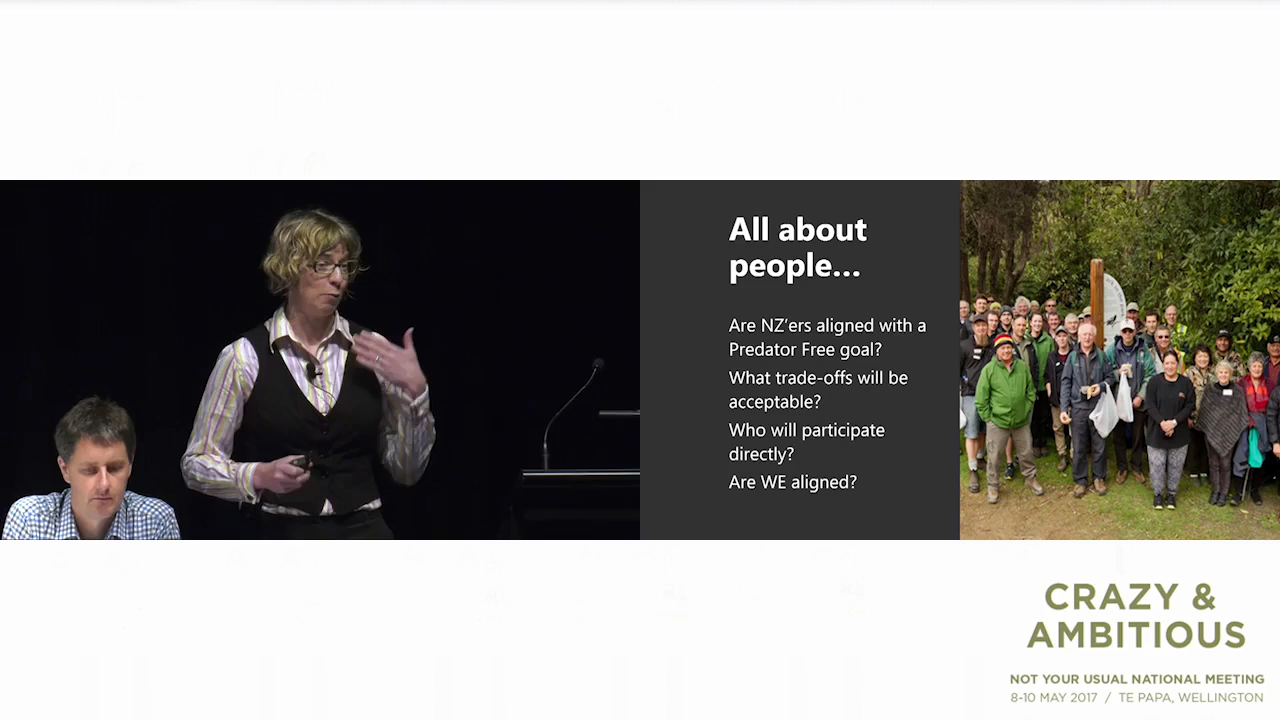 All about
people...
Are NZ'ers aligned with a
Predator Free goal?
What trade-offs will be
acceptable?
Who will participate
directly?
Are WE aligned?
CRAZY &
AMBITIOUS
NOT YOUR USUAL NATIONAL MEETING
8-10 MAY 2017 / TE PAPA, WELLINGTON